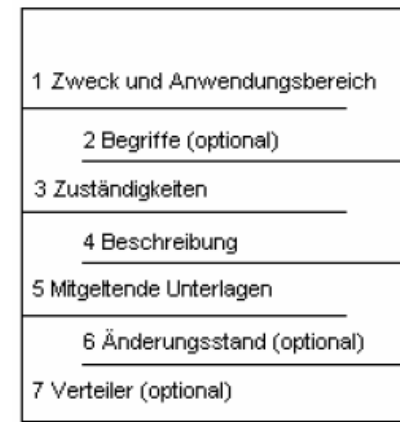 1 Zweck und Anwendungsbereich
2 Begriffe (optional)
3 Zuständigkeiten
4 Beschreibung
5 Mitgeltende Unterlagen
6 Änderungsstand (optional)
7 Verteiler (optional)